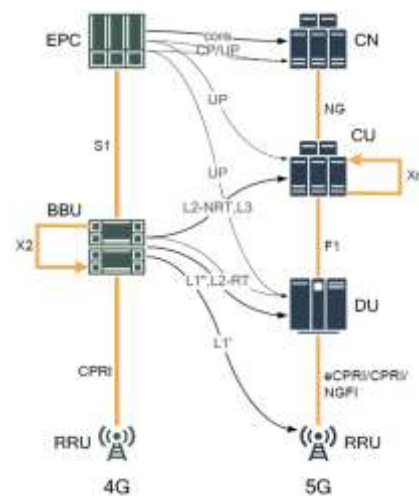 EPC
CN
core
CP/UP
NG
UP
CU
S1
UP
BBU
L2-NRT,L3
X2
F1
L1",L2-RT
DU
L1'
CPRI
eCPRI/CPRI/
NGFI
RRU
RRU
4G
5G